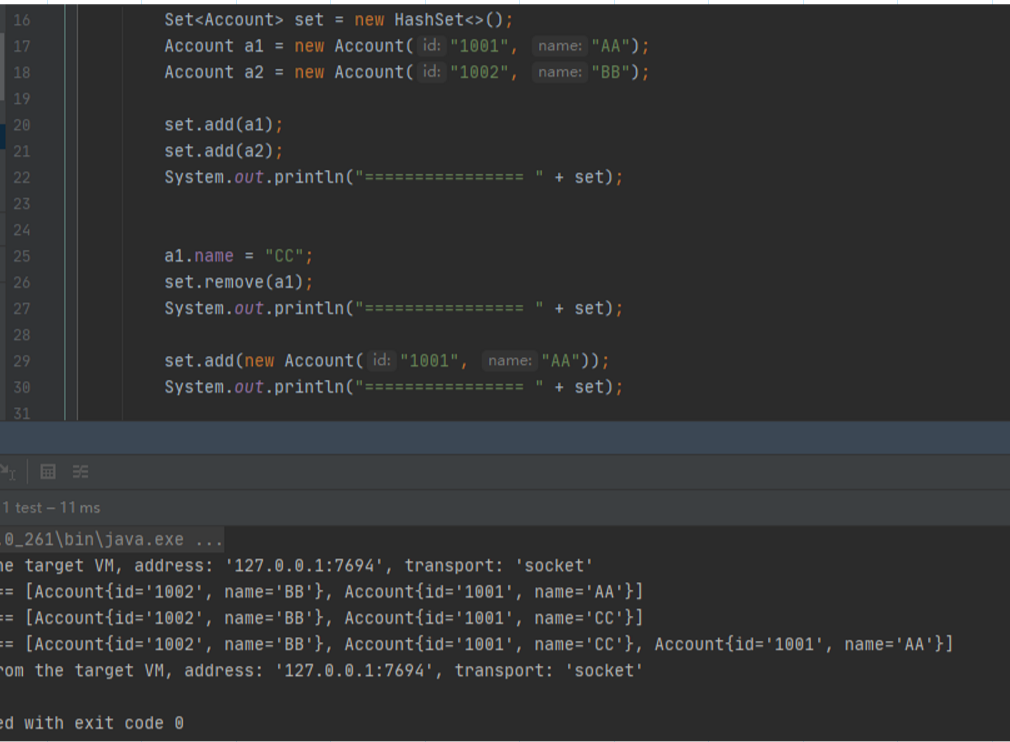 16 Set<Account> set = new HashSet<>();
17 Account a1 = new Account( id: "1001", name: "AA");
18 Account a2 = new Account( id: "1002", name: "BB");
19
20 set.add(a1);
21 set.add(a2);
22 System.out.println("================ " + set);
23
24
25 a1.name = "CC";
26 set.remove(a1);
27 System.out.println("================ " + set);
28
29 set.add(new Account( id: "1001", name: "AA"));
30 System.out.println("================ " + set);
31
1 test – 11 ms
.0_261\bin\java.exe ...
he target VM, address: '127.0.0.1:7694', transport: 'socket'
== [Account{id='1002', name='BB'}, Account{id='1001', name='AA'}]
== [Account{id='1002', name='BB'}, Account{id='1001', name='CC'}]
== [Account{id='1002', name='BB'}, Account{id='1001', name='CC'}, Account{id='1001', name='AA'}]
rom the target VM, address: '127.0.0.1:7694', transport: 'socket'
ed with exit code 0